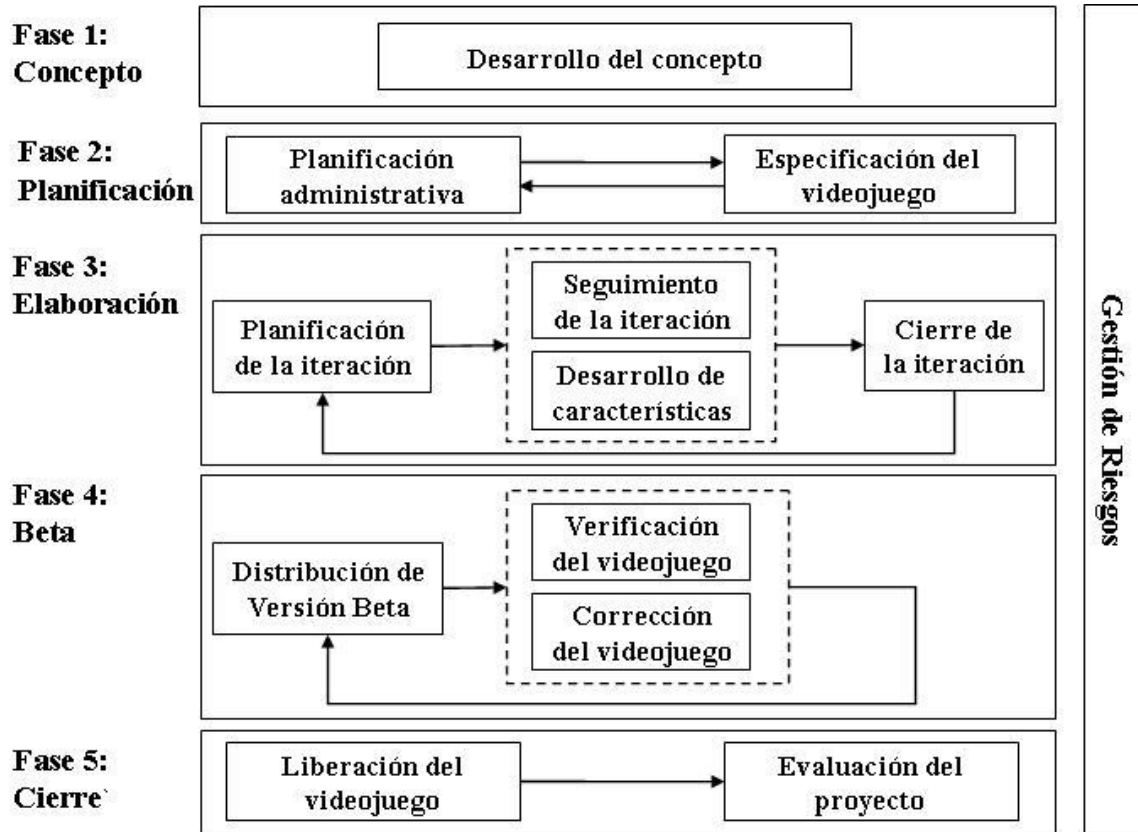 Fase 1:
Concepto
Desarrollo del concepto
Fase 2:
Planificación
Planificación
administrativa
Especificación del
videojuego
Fase 3:
Elaboración
Planificación
de la iteración
Seguimiento
de la iteración
Desarrollo de
características
Cierre de
la iteración
Fase 4:
Beta
Distribución de
Versión Beta
Verificación
del videojuego
Corrección
del videojuego
Fase 5:
Cierre`
Liberación del
videojuego
Evaluación del
proyecto
Gestión de Riesgos